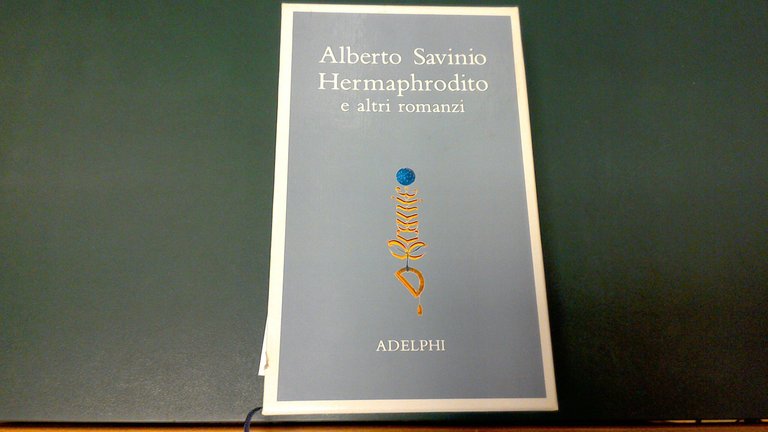 Alberto Savinio
Hermaphrodito
e altri romanzi
ADELPHI